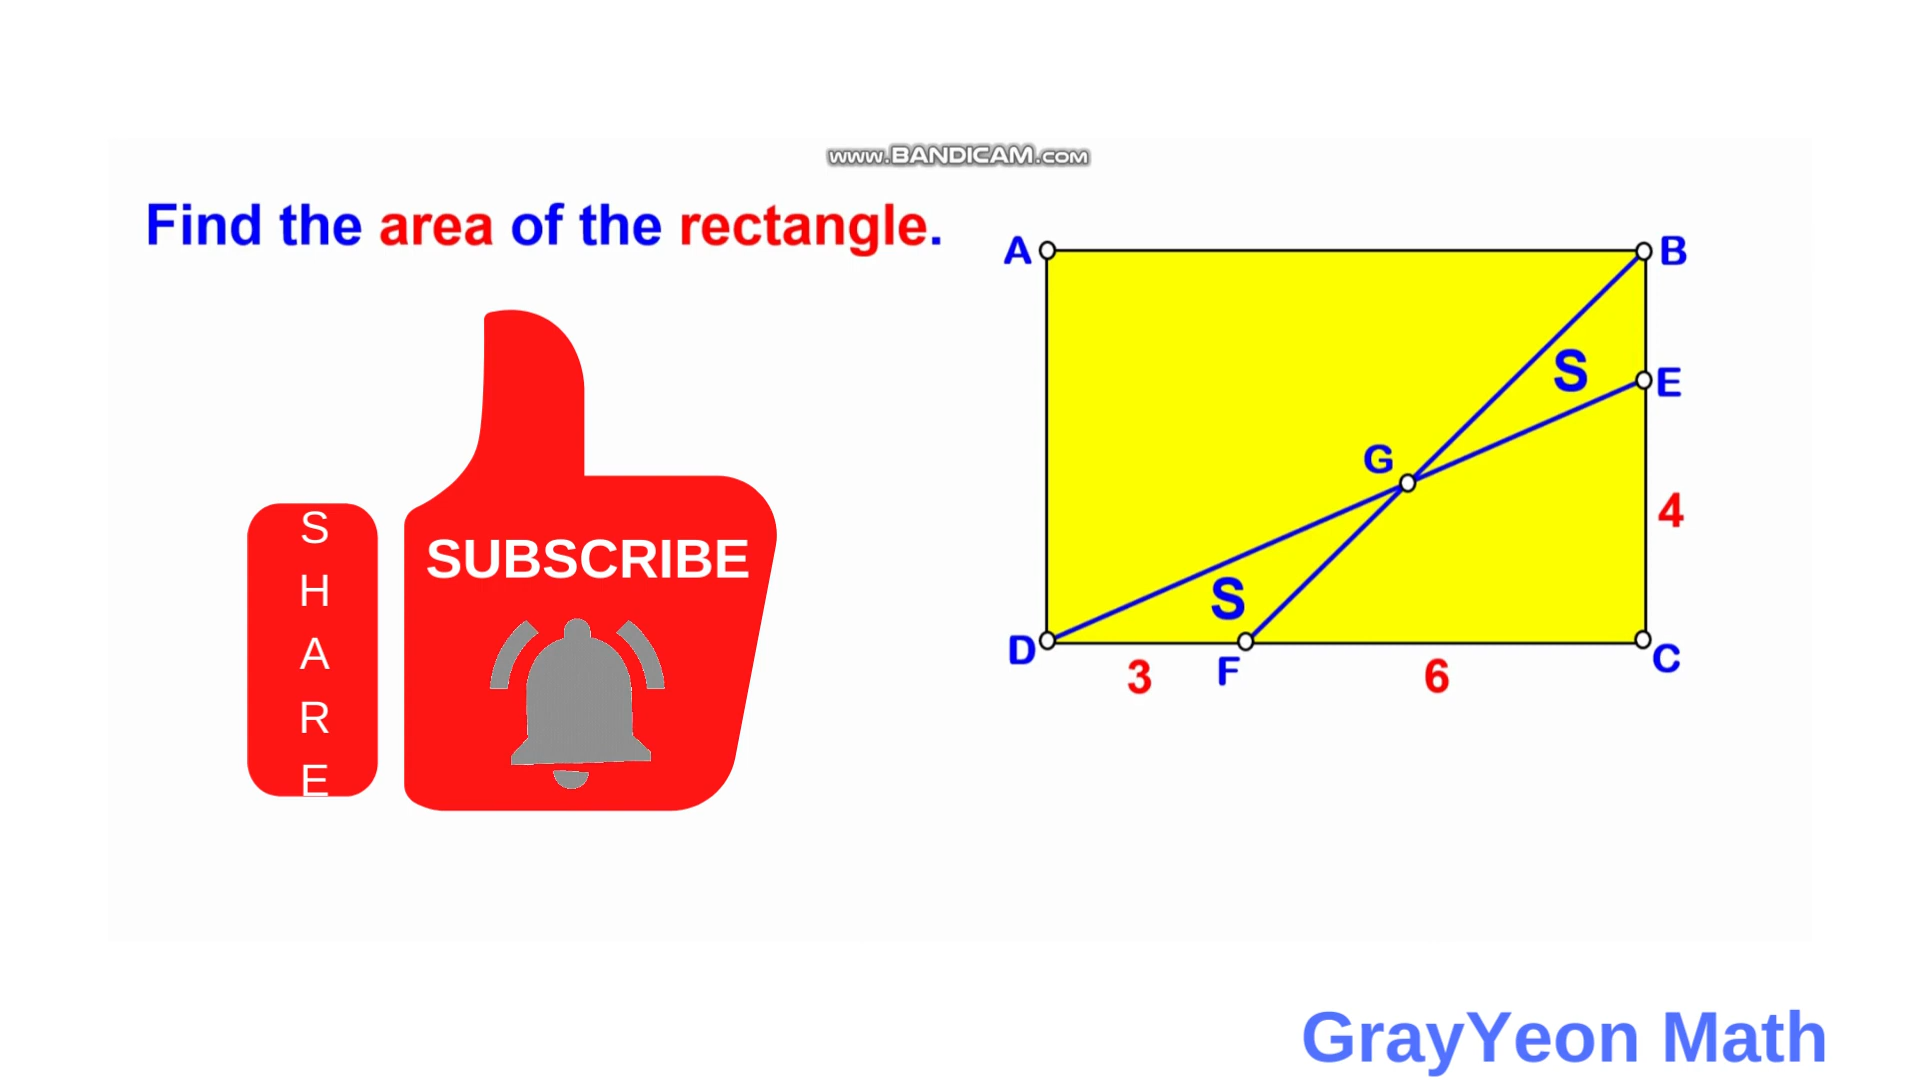 www.BANDICAM.com
Find the area of the rectangle.
A
B
S
E
G
4
S
D
F
C
3
6
S
H
A
R
E
SUBSCRIBE
GrayYeon Math